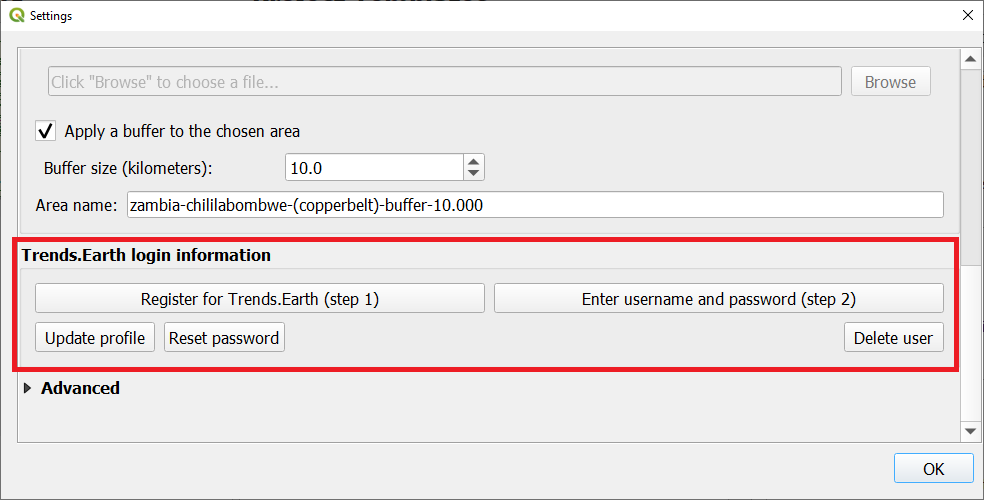 Settings
Click "Browse" to choose a file...
Browse
Apply a buffer to the chosen area
Buffer size (kilometers):
10.0
Area name:
zambia-chililabombwe-(copperbelt)-buffer-10.000
Trends.Earth login information
Register for Trends.Earth (step 1)
Enter username and password (step 2)
Update profile
Reset password
Delete user
Advanced
OK